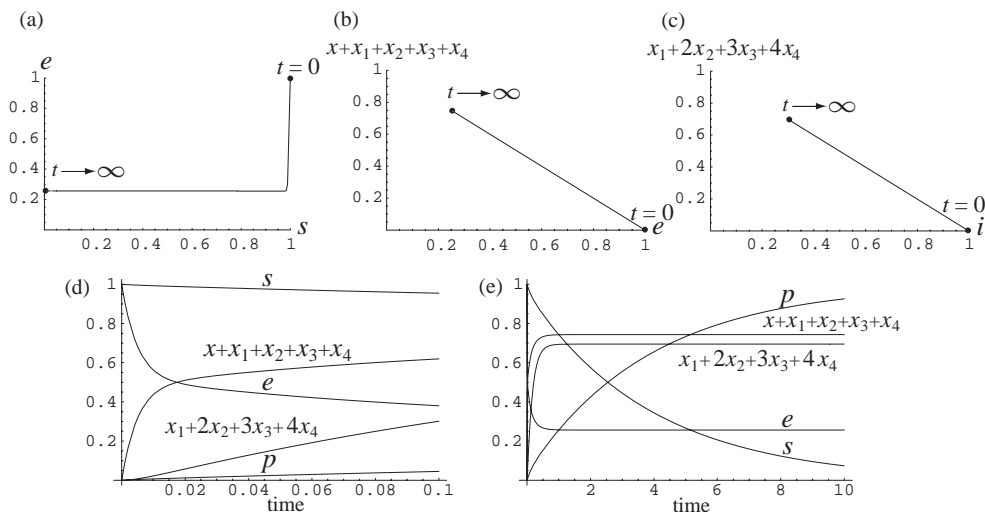 (a)
e
t=0
1
0.8
0.6
0.4
0.2
t → ∞
0.2 0.4 0.6 0.8 1
s
(b)
x+x₁+x₂+x₃+x₄
1
0.8
0.6
0.4
0.2
t → ∞
t=0
0.2 0.4 0.6 0.8 1
e
(c)
x₁+2x₂+3x₃+4x₄
1
0.8
0.6
0.4
0.2
t → ∞
t=0
0.2 0.4 0.6 0.8 1
i
(d)
1
0.8
0.6
0.4
0.2
s
x+x₁+x₂+x₃+x₄
e
x₁+2x₂+3x₃+4x₄
p
0.02 0.04 0.06 0.08 0.1
time
(e)
1
0.8
0.6
0.4
0.2
p
x+x₁+x₂+x₃+x₄
x₁+2x₂+3x₃+4x₄
e
s
2 4 6 8 10
time